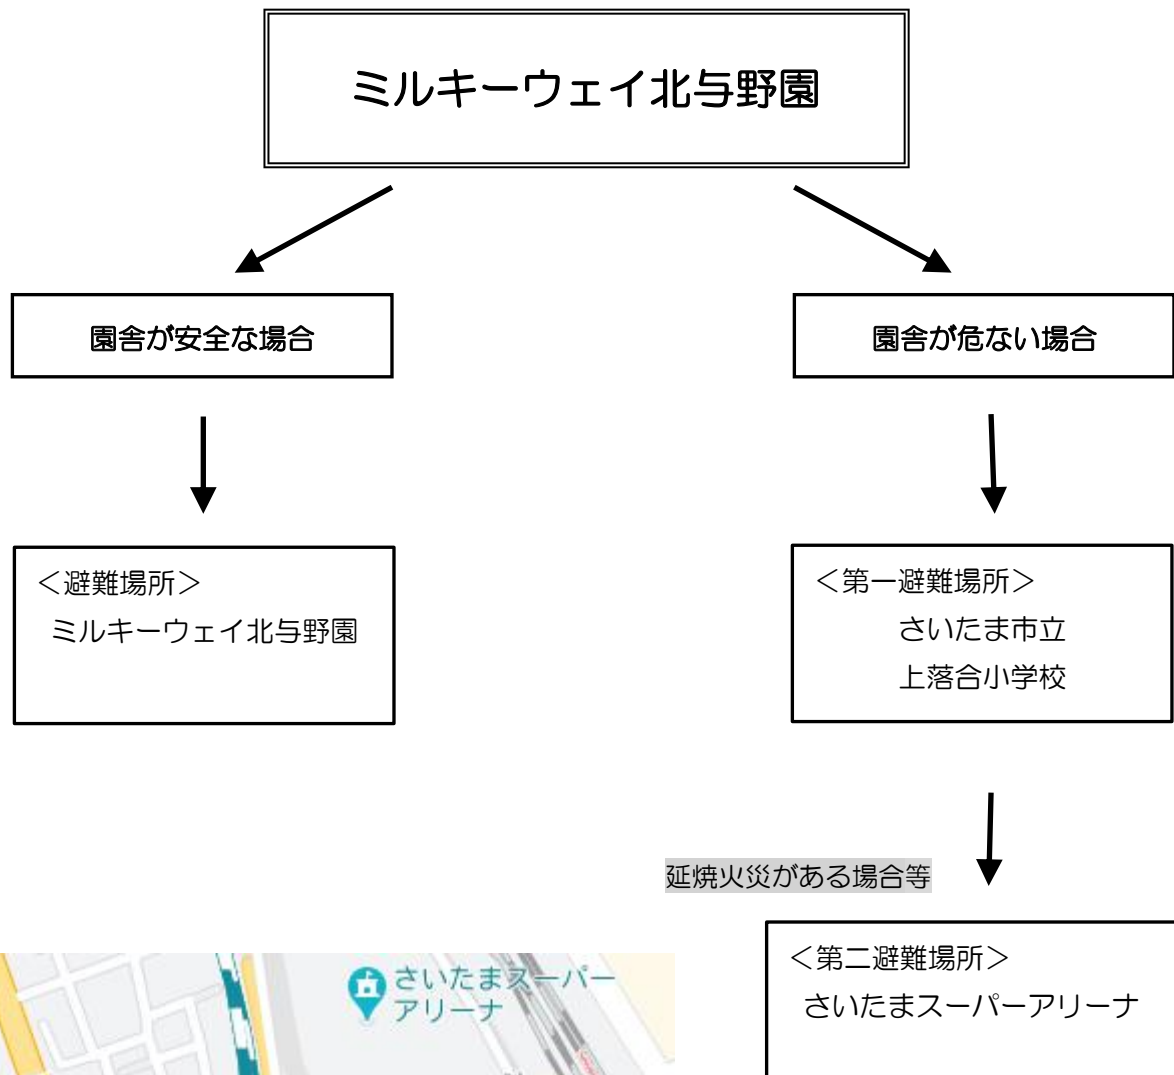 ミルキーウェイ北与野園
園舎が安全な場合
園舎が危ない場合
＜避難場所＞
ミルキーウェイ北与野園
＜第一避難場所＞
さいたま市立
上落合小学校
延焼火災がある場合等
＜第二避難場所＞
さいたまスーパーアリーナ
さいたまスーパー
アリーナ